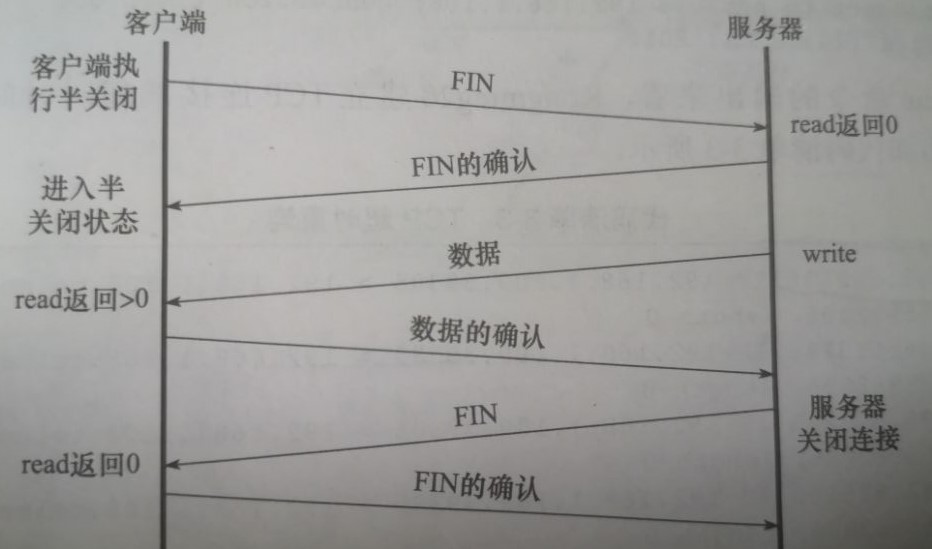 客户端
服务器
客户端执
行半关闭
FIN
read返回0
FIN的确认
进入半
关闭状态
数据
write
read返回>0
数据的确认
FIN
服务器
关闭连接
read返回0
FIN的确认